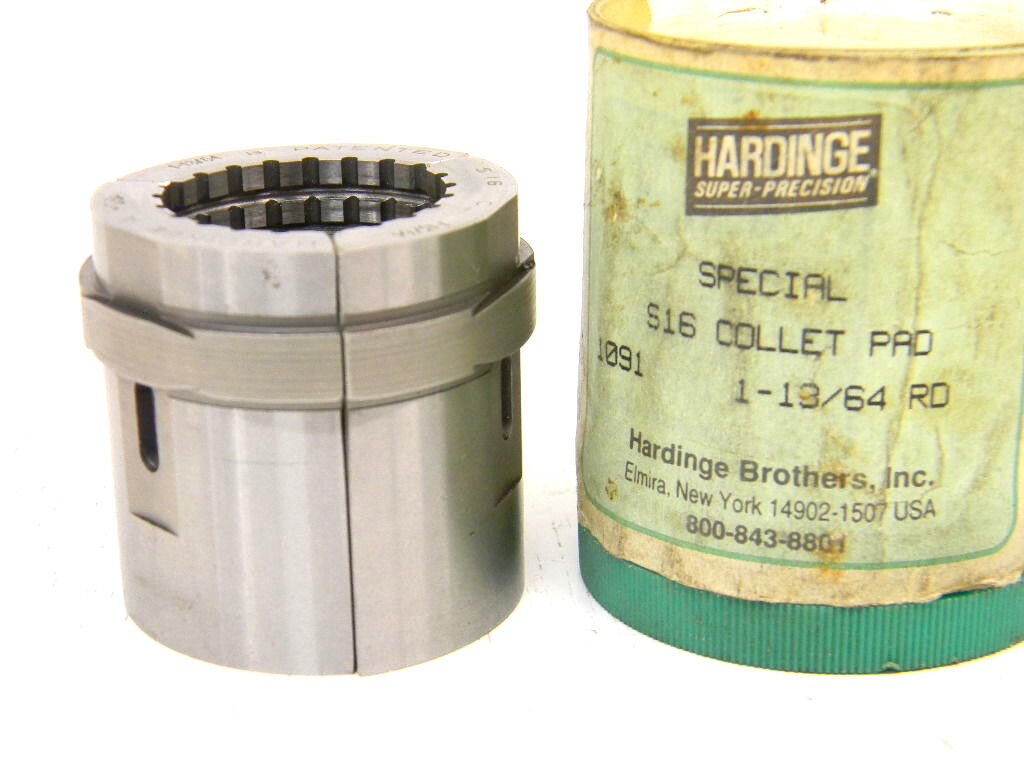 PATENTED S16
HARDINGE
SUPER-PRECISION
SPECIAL
S16 COLLET PAD
1091
1-13/64 RD
Hardinge Brothers, Inc.
Elmira, New York 14902-1507 USA
800-843-8801